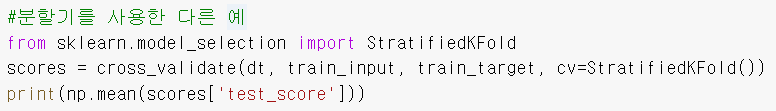 #분할기를 사용한 다른 예
from sklearn.model_selection import StratifiedKFold
scores = cross_validate(dt, train_input, train_target, cv=StratifiedKFold())
print(np.mean(scores['test_score']))